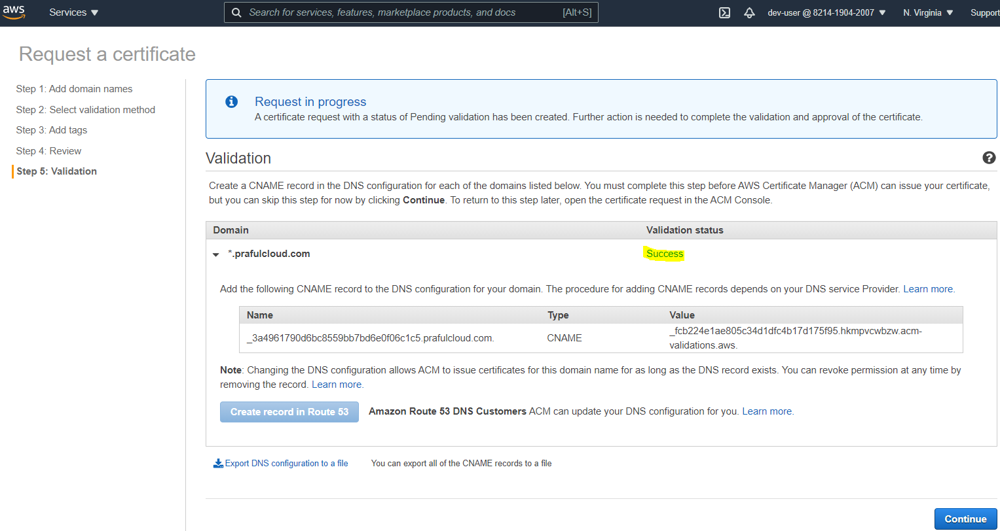 aws
Services
Search for services, features, marketplace products, and docs [Alt+S]
dev-user @ 8214-1904-2007
N. Virginia
Support
Request a certificate
Step 1: Add domain names
Step 2: Select validation method
Step 3: Add tags
Step 4: Review
Step 5: Validation
Request in progress
A certificate request with a status of Pending validation has been created. Further action is needed to complete the validation and approval of the certificate.
Validation
Create a CNAME record in the DNS configuration for each of the domains listed below. You must complete this step before AWS Certificate Manager (ACM) can issue your certificate,
but you can skip this step for now by clicking Continue. To return to this step later, open the certificate request in the ACM Console.
Domain Validation status
*.prafulcloud.com Success
Add the following CNAME record to the DNS configuration for your domain. The procedure for adding CNAME records depends on your DNS service Provider. Learn more.
Name Type Value
_3a4961790d6bc8559bb7bd6e0f06c1c5.prafulcloud.com. CNAME _fcb224e1ae805c34d1dfc4b17d175f95.hkmpvcwbzw.acm-
validations.aws.
Note: Changing the DNS configuration allows ACM to issue certificates for this domain name for as long as the DNS record exists. You can revoke permission at any time by
removing the record. Learn more.
Create record in Route 53 Amazon Route 53 DNS Customers ACM can update your DNS configuration for you. Learn more.
Export DNS configuration to a file You can export all of the CNAME records to a file
Continue